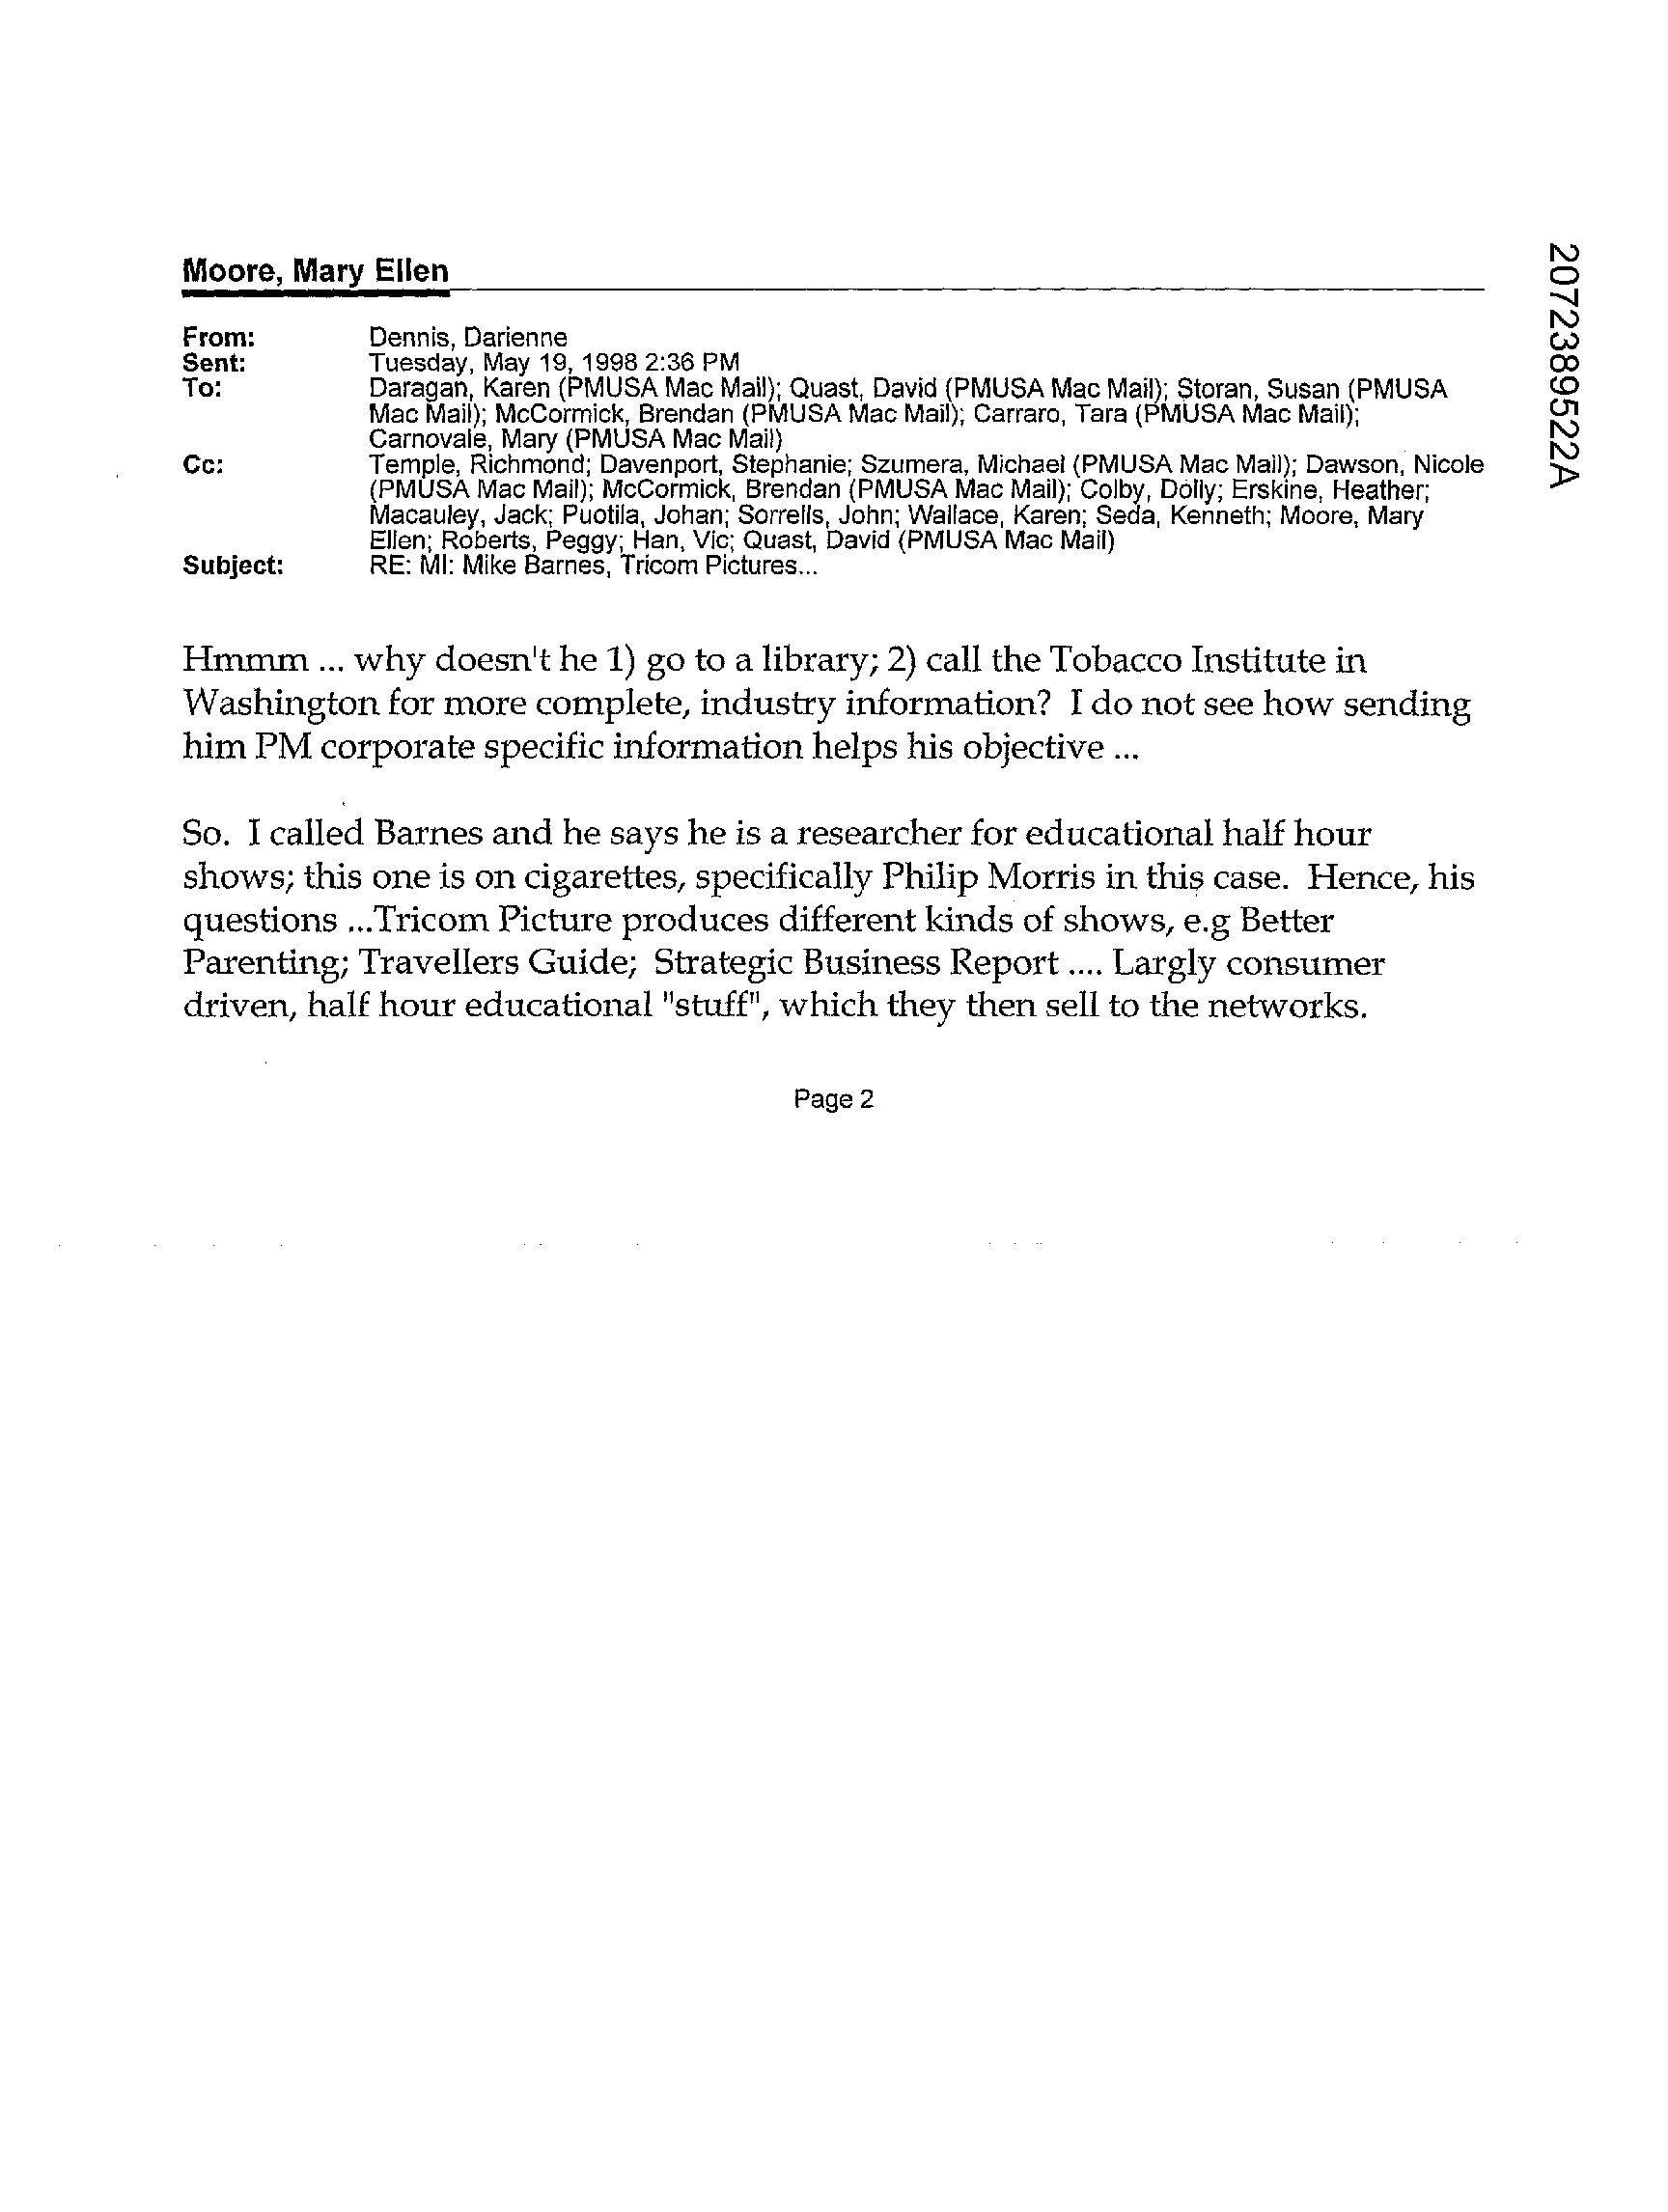 Moore, Mary Ellen
From: Dennis, Darienne
Sent: Tuesday, May 19, 1998 2:36 PM
To: Daragan, Karen (PMUSA Mac Mail); Quast, David (PMUSA Mac Mail); Storan, Susan (PMUSA
Mac Mail); McCormick, Brendan (PMUSA Mac Mail); Carraro, Tara (PMUSA Mac Mail);
Carnovale, Mary (PMUSA Mac Mail)
Cc: Temple, Richmond; Davenport, Stephanie; Szumera, Michael (PMUSA Mac Mail); Dawson, Nicole
(PMUSA Mac Mail); McCormick, Brendan (PMUSA Mac Mail); Colby, Dolly; Erskine, Heather;
Macauley, Jack; Puotila, Johan; Sorrells, John; Wallace, Karen; Seda, Kenneth; Moore, Mary
Ellen; Roberts, Peggy; Han, Vic; Quast, David (PMUSA Mac Mail)
Subject: RE: MI: Mike Barnes, Tricom Pictures...
Hmmm ... why doesn't he 1) go to a library; 2) call the Tobacco Institute in
Washington for more complete, industry information? I do not see how sending
him PM corporate specific information helps his objective ...
So. I called Barnes and he says he is a researcher for educational half hour
shows; this one is on cigarettes, specifically Philip Morris in this case. Hence, his
questions ...Tricom Picture produces different kinds of shows, e.g Better
Parenting; Travellers Guide; Strategic Business Report .... Largly consumer
driven, half hour educational "stuff", which they then sell to the networks.
Page 2
2072389522A